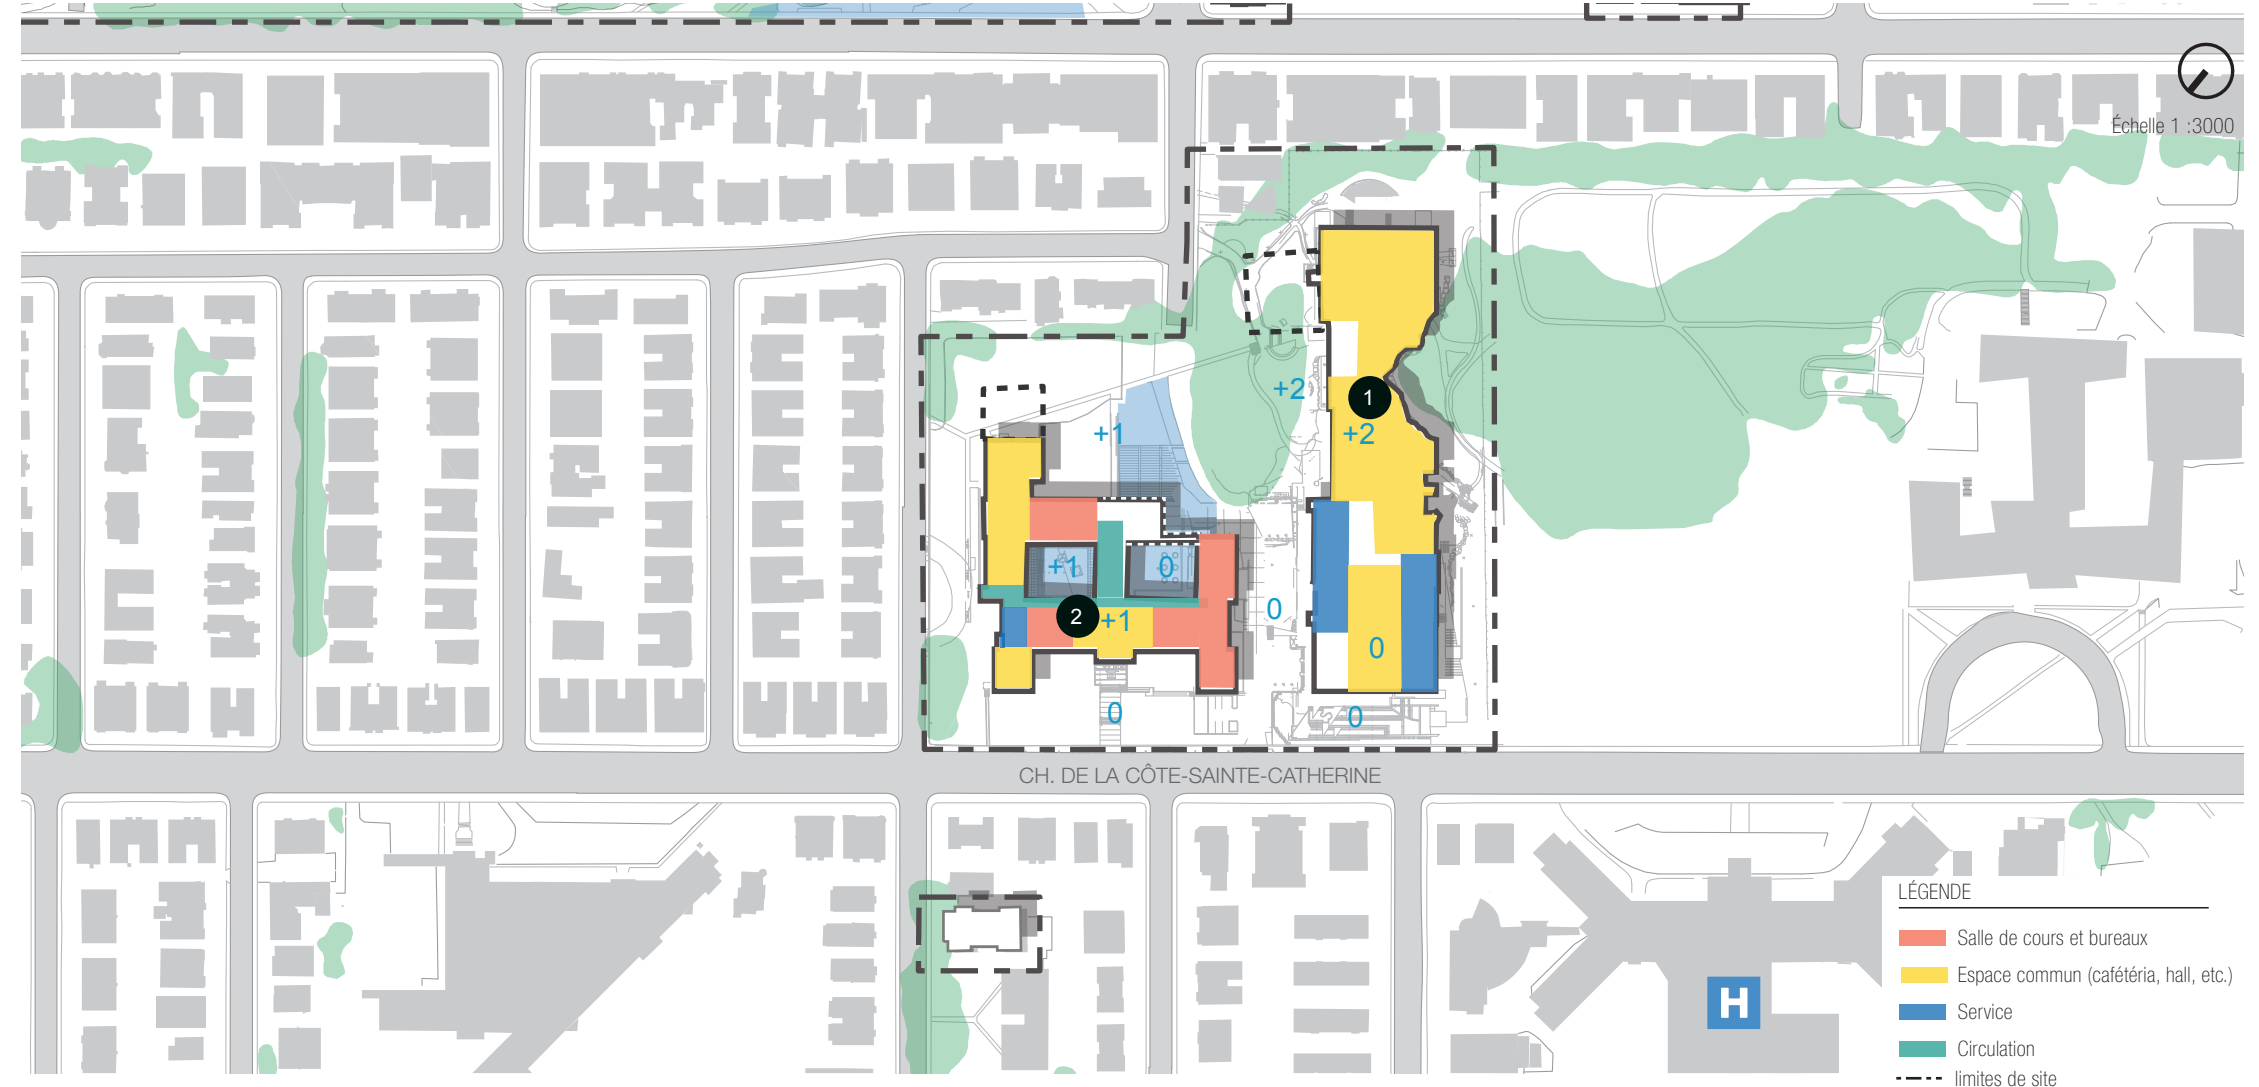 Échelle 1 :3000
+2
1
+1
+2
+1
0
0
2
+1
0
0
0
CH. DE LA CÔTE-SAINTE-CATHERINE
LÉGENDE
Salle de cours et bureaux
Espace commun (cafétéria, hall, etc.)
H
Service
Circulation
limites de site